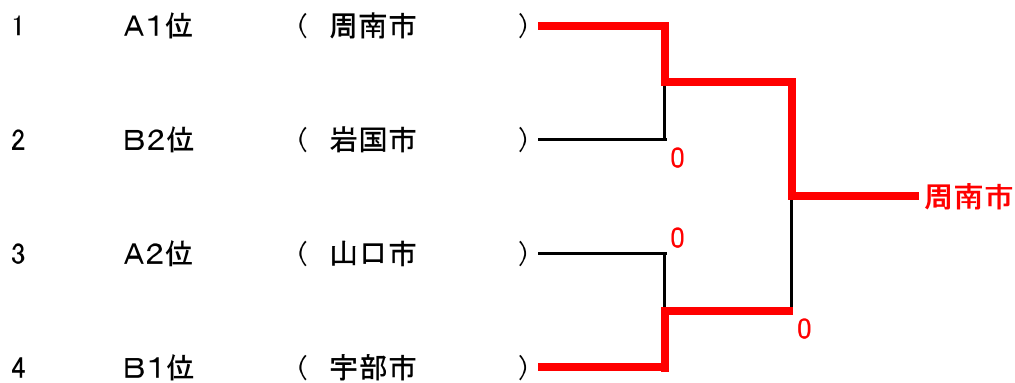 1 A1位 ( 周南市 )
2 B2位 ( 岩国市 )
0
周南市
0
3 A2位 ( 山口市 )
0
4 B1位 ( 宇部市 )